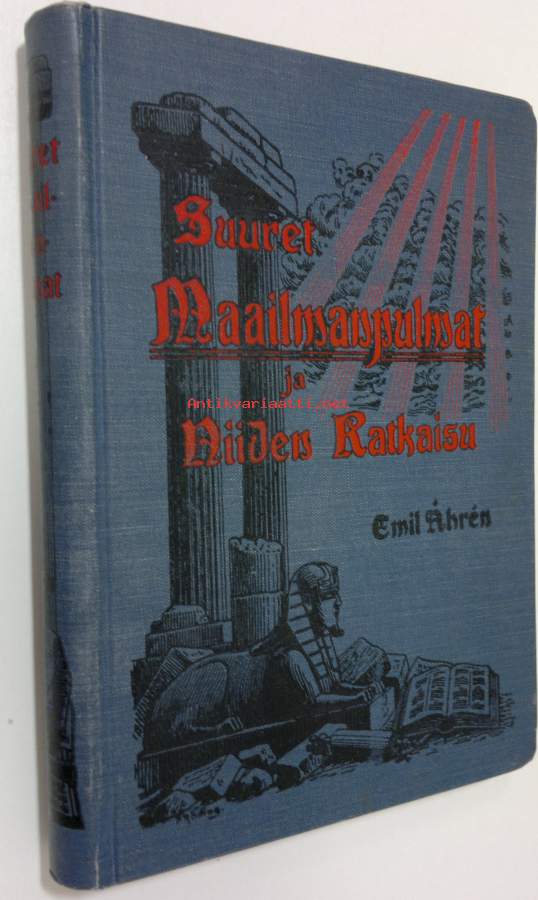 Suuret
Maailmanpulmat
ja
Antikvariaatti.net
Niiden Ratkaisu
Emil Åhrén